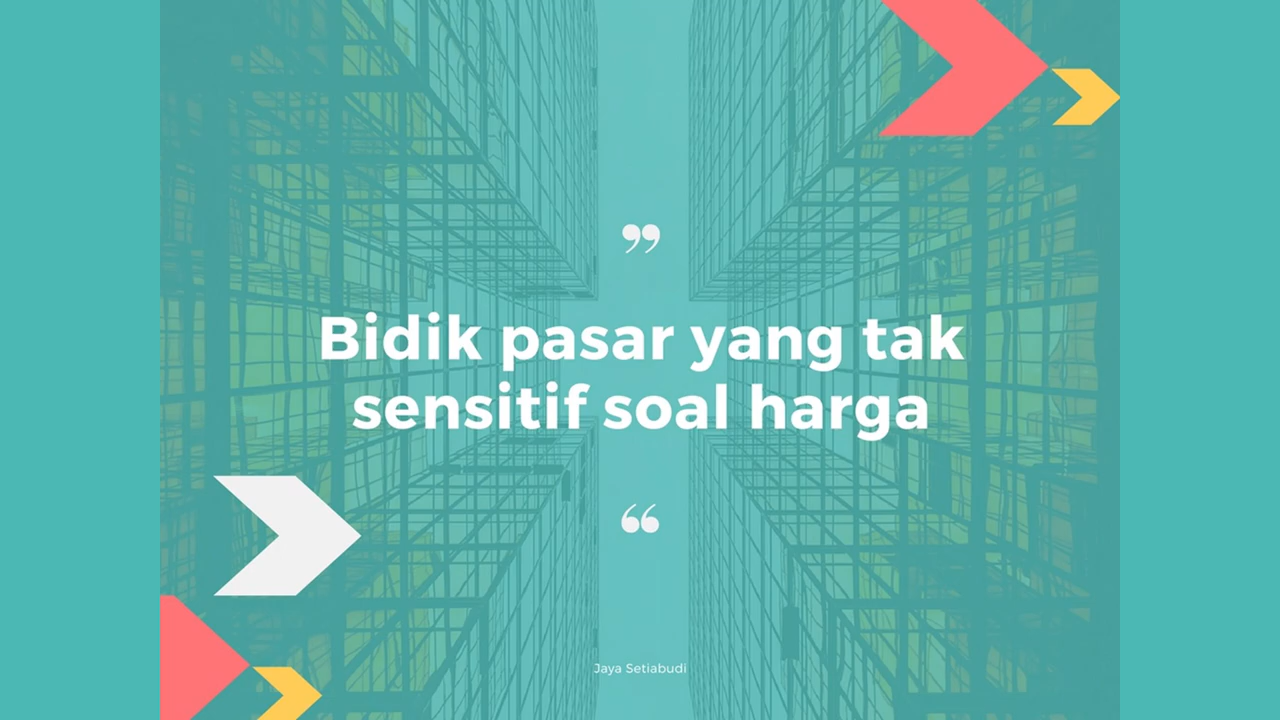 ”
Bidik pasar yang tak
sensitif soal harga
“
Jaya Setiabudi